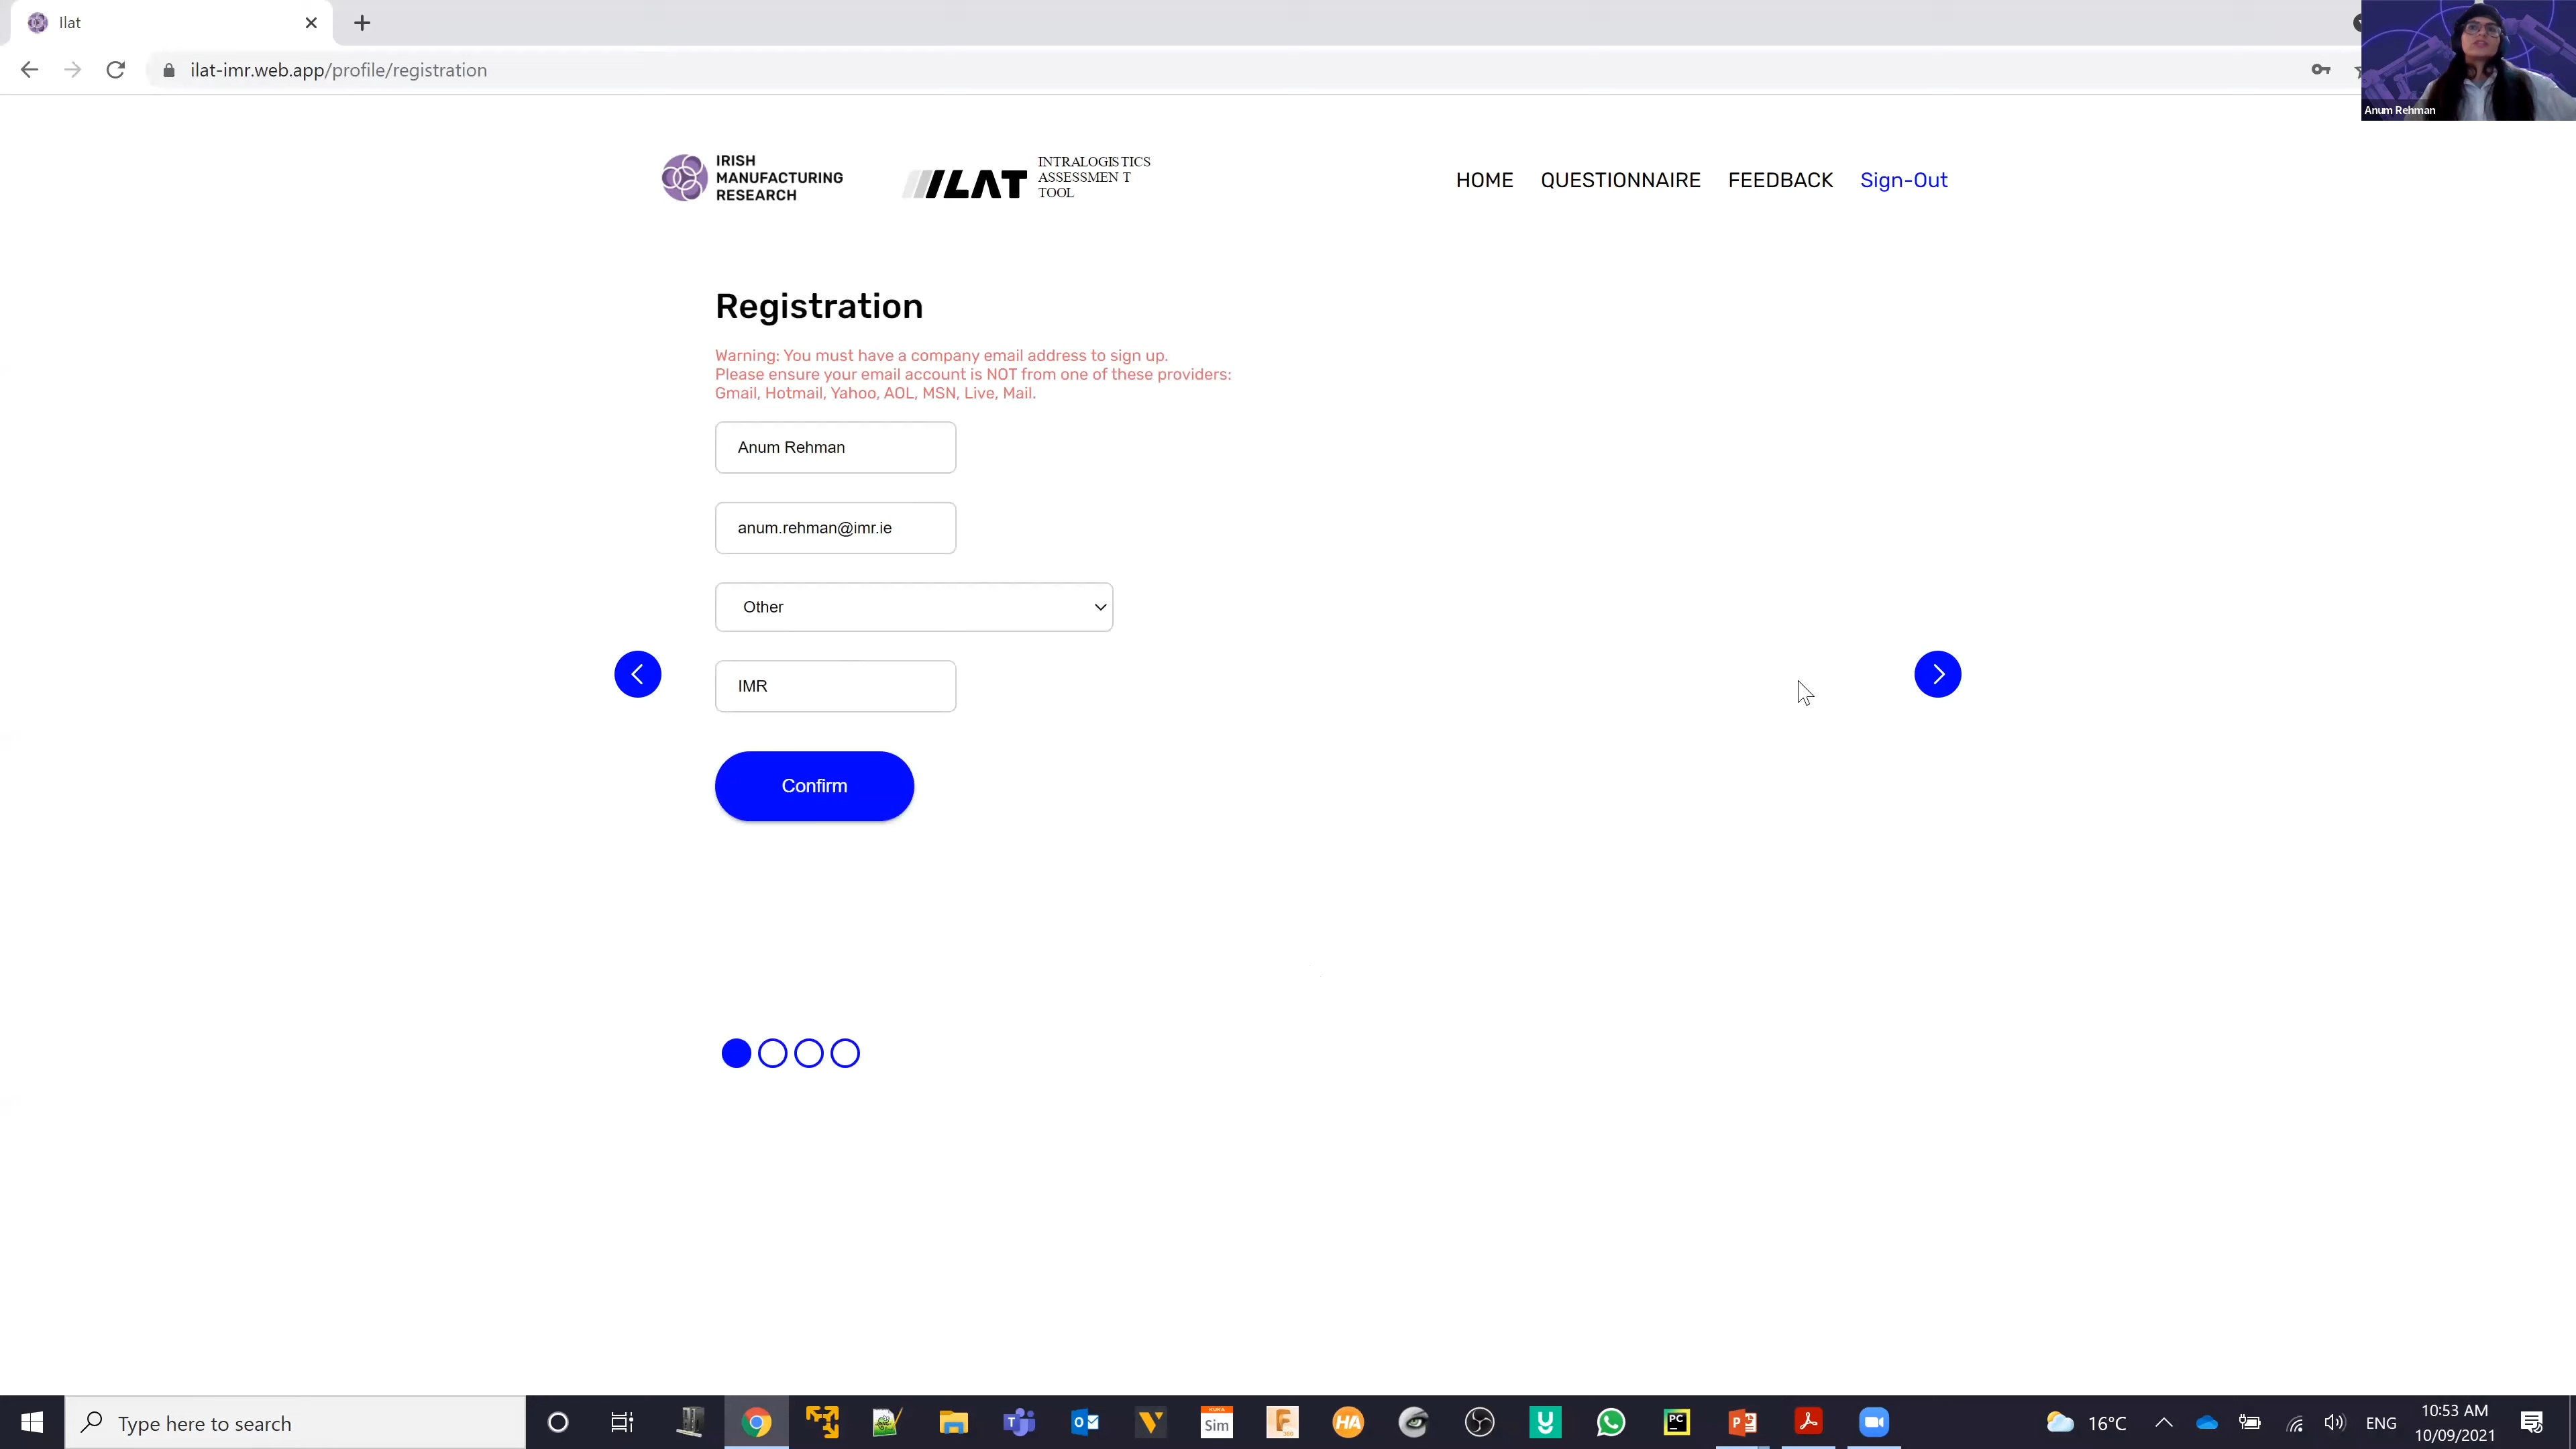 Ilat
ilat-imr.web.app/profile/registration
Anum Rehman
IRISH
MANUFACTURING
RESEARCH
ILAT
INTRALOGISTICS
ASSESSMEN T
TOOL
HOME QUESTIONNAIRE FEEDBACK Sign-Out
Registration
Warning: You must have a company email address to sign up.
Please ensure your email account is NOT from one of these providers:
Gmail, Hotmail, Yahoo, AOL, MSN, Live, Mail.
Anum Rehman
anum.rehman@imr.ie
Other
IMR
Confirm
Type here to search
Sim
HA
PC
16°C
ENG
10:53 AM
10/09/2021